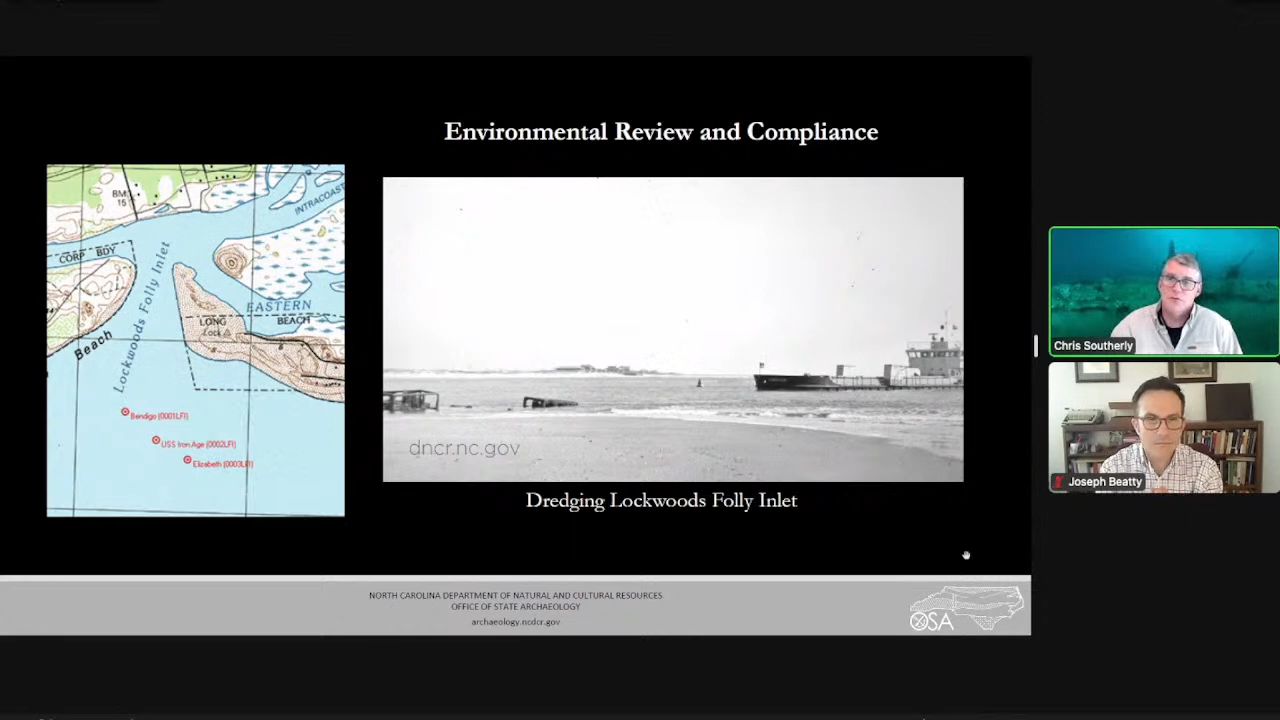 Environmental Review and Compliance
BM
15
INTRACOAST
CORP BDY
Lockwoods Folly Inlet
EASTERN
LONG
BEACH
Lock
Beach
Bendigo (0001LFI)
USS Iron Age (0002LFI)
Elizabeth (0003LFI)
dncr.nc.gov
Dredging Lockwoods Folly Inlet
Chris Southerly
Joseph Beatty
NORTH CAROLINA DEPARTMENT OF NATURAL AND CULTURAL RESOURCES
OFFICE OF STATE ARCHAEOLOGY
archaeology.ncdcr.gov
OSA